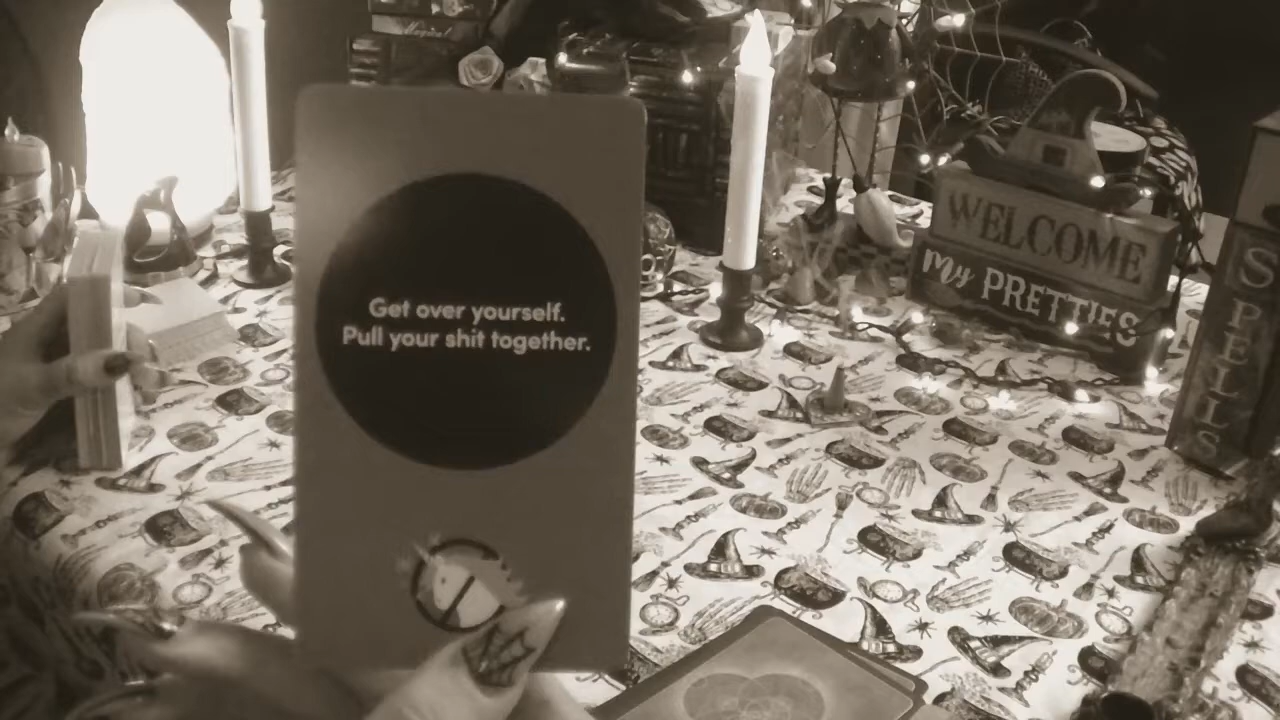 Get over yourself.
Pull your shit together.
WELCOME
My PRETTIES
SPELLS